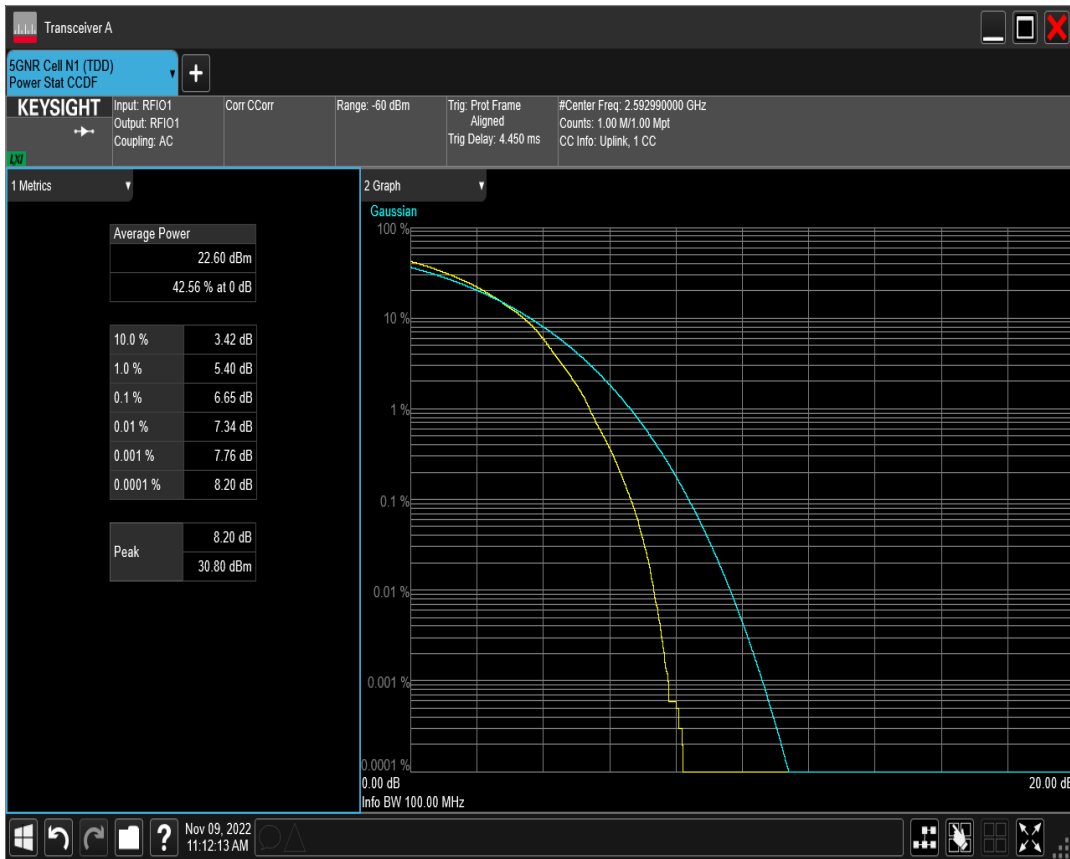 Transceiver A
5GNR Cell N1 (TDD)
Power Stat CCDF
+
KEYSIGHT
LXI
Input: RFIO1
Output: RFIO1
Coupling: AC
Corr CCorr
Range: -60 dBm
Trig: Prot Frame
Aligned
Trig Delay: 4.450 ms
#Center Freq: 2.592990000 GHz
Counts: 1.00 M/1.00 Mpt
CC Info: Uplink, 1 CC
1 Metrics
Average Power
22.60 dBm
42.56 % at 0 dB
10.0 % 3.42 dB
1.0 % 5.40 dB
0.1 % 6.65 dB
0.01 % 7.34 dB
0.001 % 7.76 dB
0.0001 % 8.20 dB
Peak
8.20 dB
30.80 dBm
2 Graph
Gaussian
100 %
10 %
1 %
0.1 %
0.01 %
0.001 %
0.0001 %
0.00 dB 20.00 dB
Info BW 100.00 MHz
?
Nov 09, 2022
11:12:13 AM